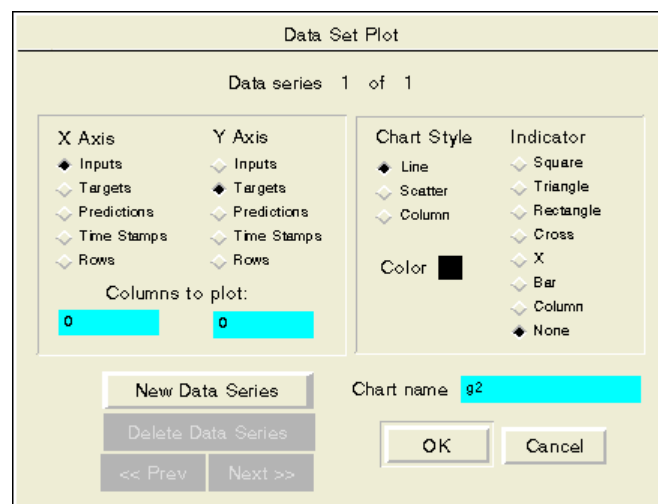 Data Set Plot
Data series 1 of 1
X Axis
Inputs
Targets
Predictions
Time Stamps
Rows
Y Axis
Inputs
Targets
Predictions
Time Stamps
Rows
Columns to plot:
0
0
Chart Style
Line
Scatter
Column
Color
Indicator
Square
Triangle
Rectangle
Cross
X
Bar
Column
None
New Data Series
Delete Data Series
<< Prev
Next >>
Chart name g2
OK
Cancel